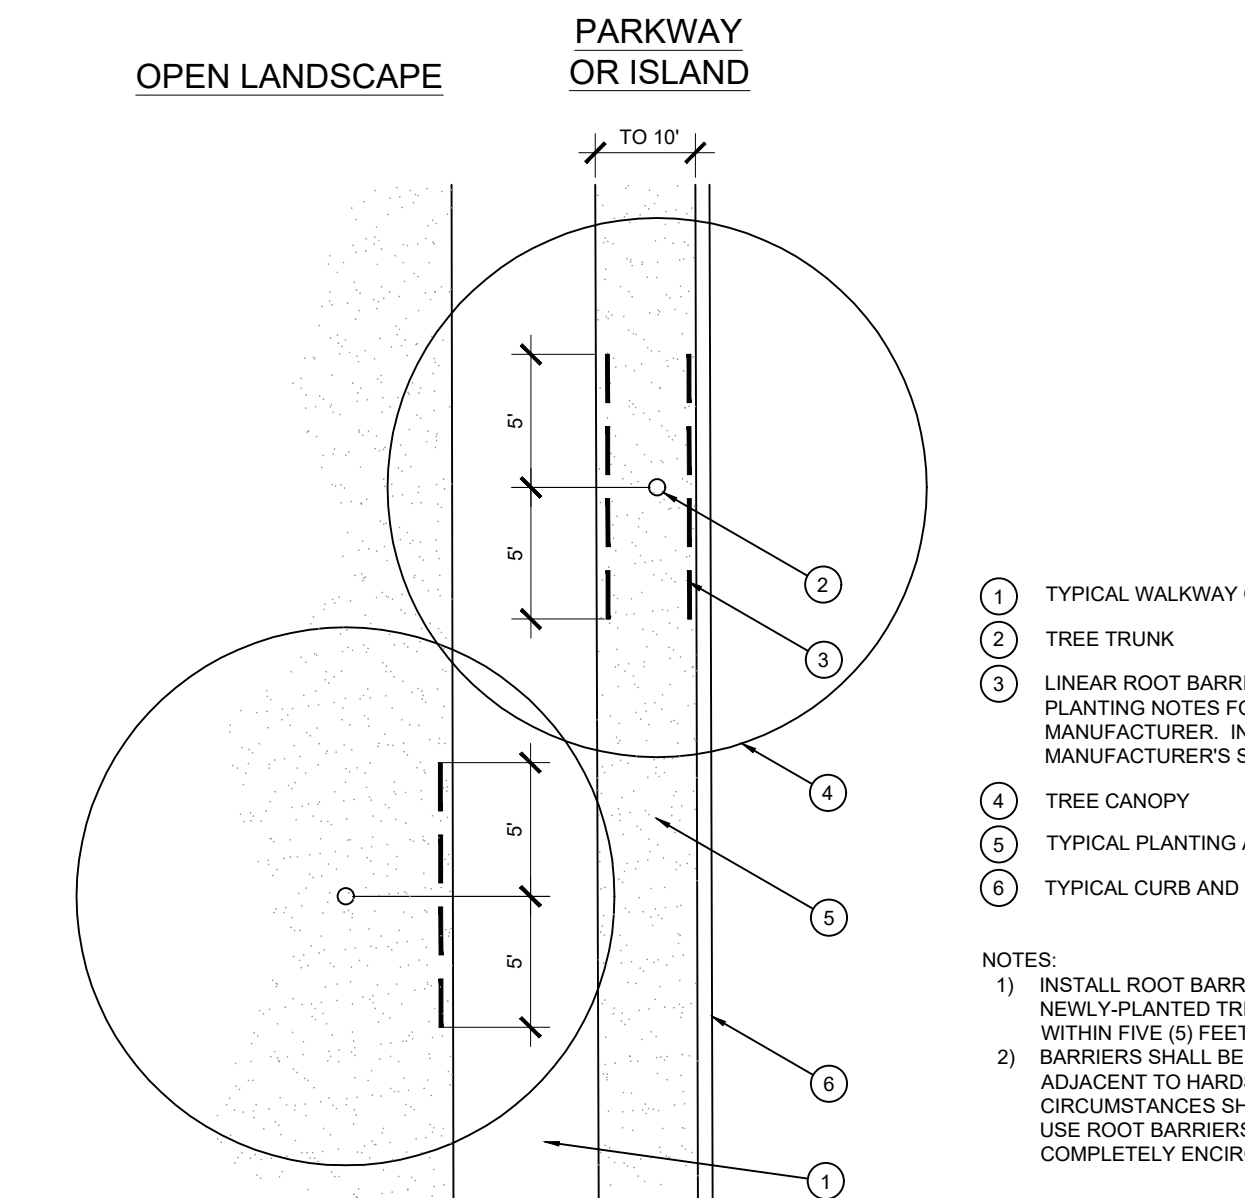 PARKWAY
OR ISLAND
OPEN LANDSCAPE
TO 10'
5'
5'
5'
5'
2
3
4
5
6
1
1 TYPICAL WALKWAY
2 TREE TRUNK
3 LINEAR ROOT
PLANTING NOTES
MANUFACTURER. 
MANUFACTURER'S
4 TREE CANOPY
5 TYPICAL PLANTING
6 TYPICAL CURB AND
NOTES:
1) INSTALL ROOT
NEWLY-PLANTED
WITHIN FIVE (5) FEET
2) BARRIERS SHALL BE
ADJACENT TO
CIRCUMSTANCES
USE ROOT BARRIERS
COMPLETELY